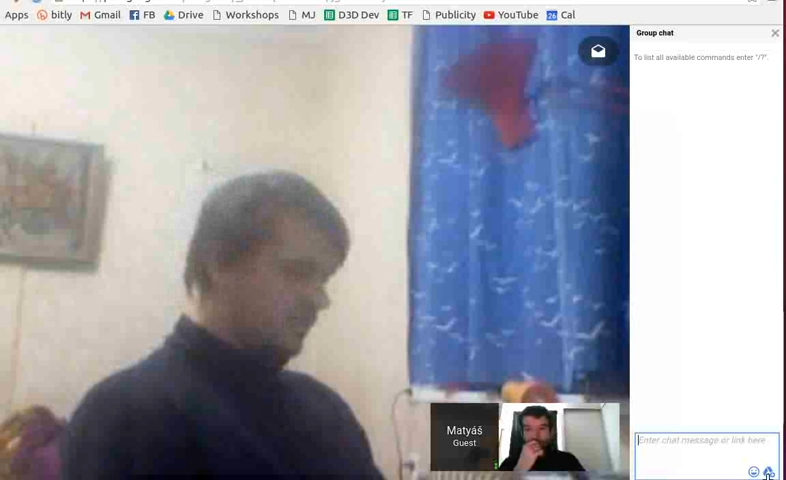 Apps bitly Gmail FB Drive Workshops MJ D3D Dev TF Publicity YouTube 26 Cal
Group chat
To list all available commands enter "/?".
Matyáš
Guest
Enter chat message or link here